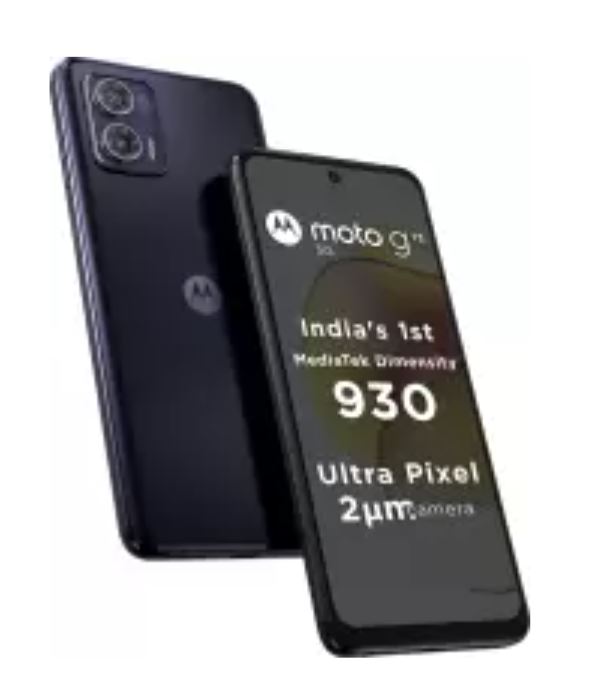 moto g
5G
India's 1st
MediaTek Dimensity
930
Ultra Pixel
2μm camera